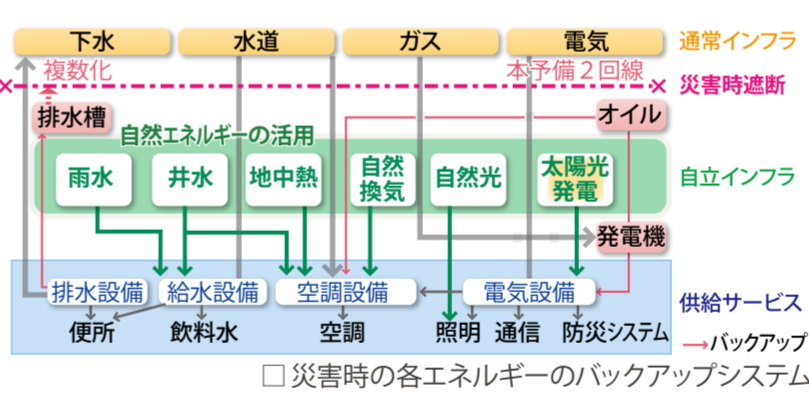 下水 水道 ガス 電気 通常インフラ
複数化 本予備２回線
災害時遮断
排水槽 オイル
自然エネルギーの活用
雨水 井水 地中熱 自然換気 自然光 太陽光発電 自立インフラ
発電機
排水設備 給水設備 空調設備 電気設備 供給サービス
便所 飲料水 空調 照明 通信 防災システム
→バックアップ
□ 災害時の各エネルギーのバックアップシステム